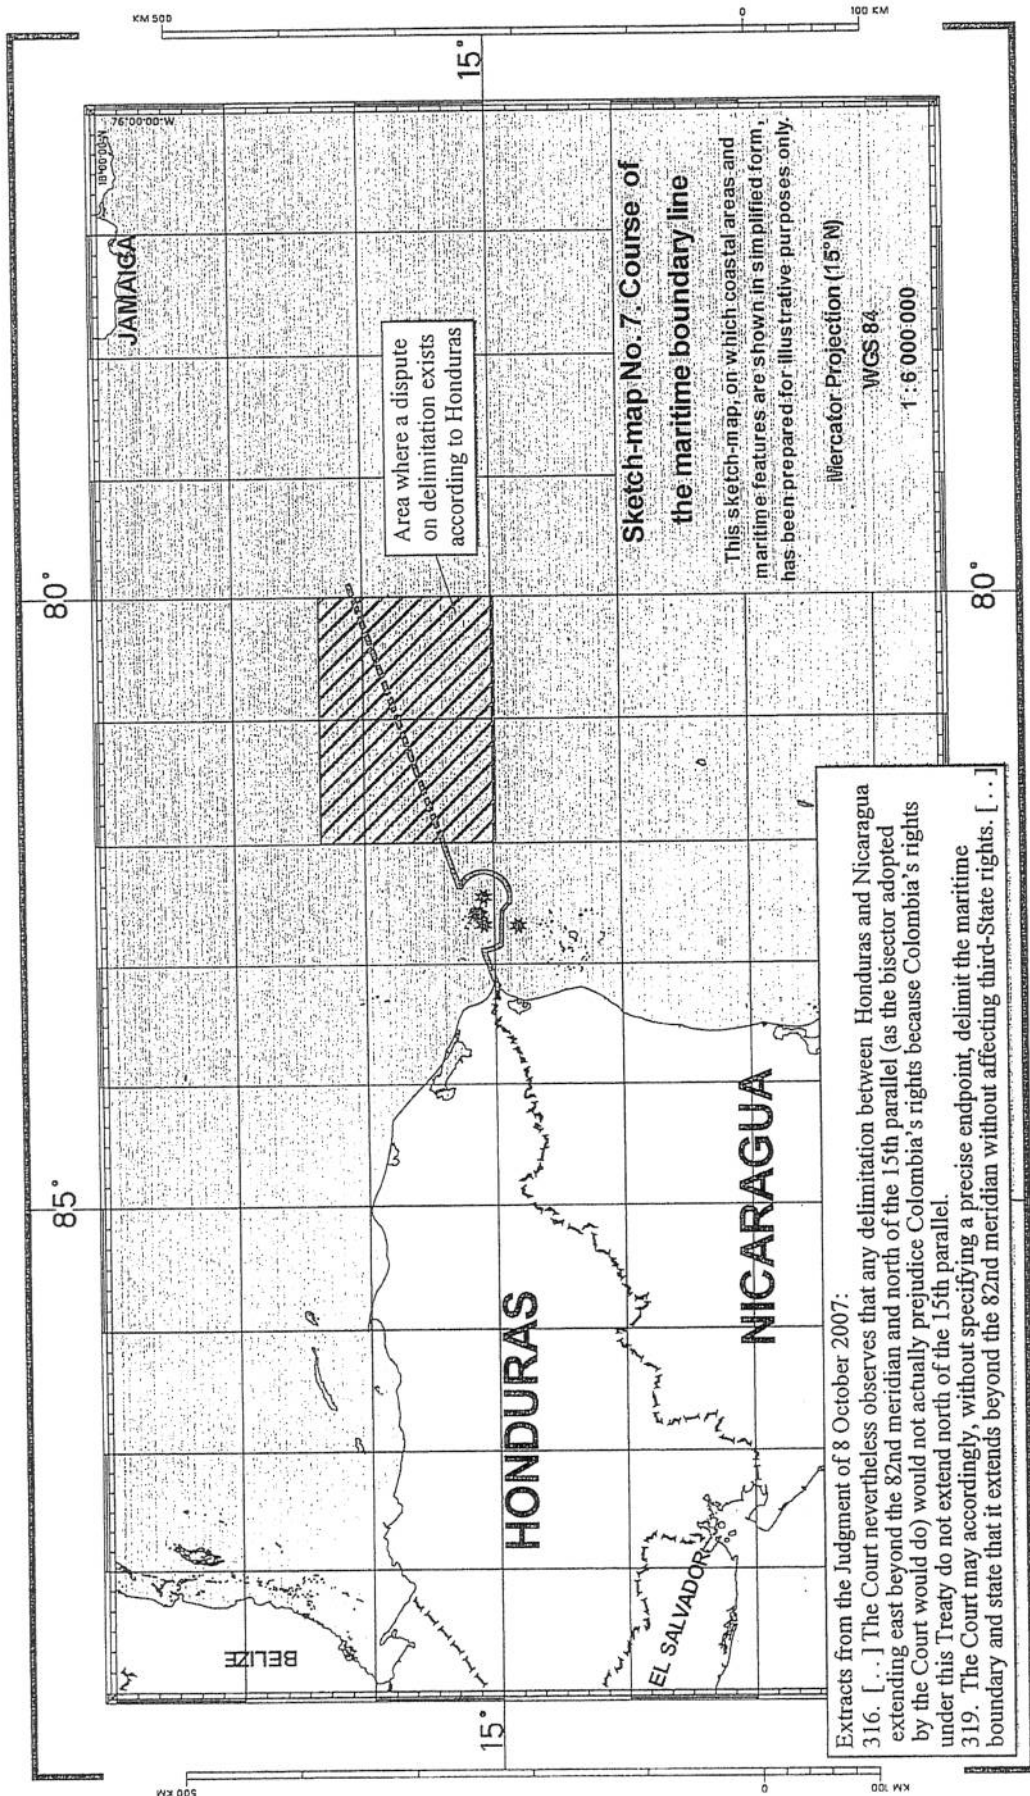 KM 500
0
100 KM
15°
18°00'00"N
76°00'00"W
JAMAICA
80°
Area where a dispute
on delimitation exists
according to Honduras
Sketch-map No. 7. Course of
the maritime boundary line
This sketch-map, on which coastal areas and
maritime features are shown in simplified form,
has been prepared for illustrative purposes only.
Mercator Projection (15°N)
WGS 84
1 : 6 000 000
80°
85°
HONDURAS
NICARAGUA
BELIZE
EL SALVADOR
15°
500 KM
0
KM 100
Extracts from the Judgment of 8 October 2007:
316. [. . .] The Court nevertheless observes that any delimitation between Honduras and Nicaragua
extending east beyond the 82nd meridian and north of the 15th parallel (as the bisector adopted
by the Court would do) would not actually prejudice Colombia's rights because Colombia's rights
under this Treaty do not extend north of the 15th parallel.
319. The Court may accordingly, without specifying a precise endpoint, delimit the maritime
boundary and state that it extends beyond the 82nd meridian without affecting third-State rights. [. . .]